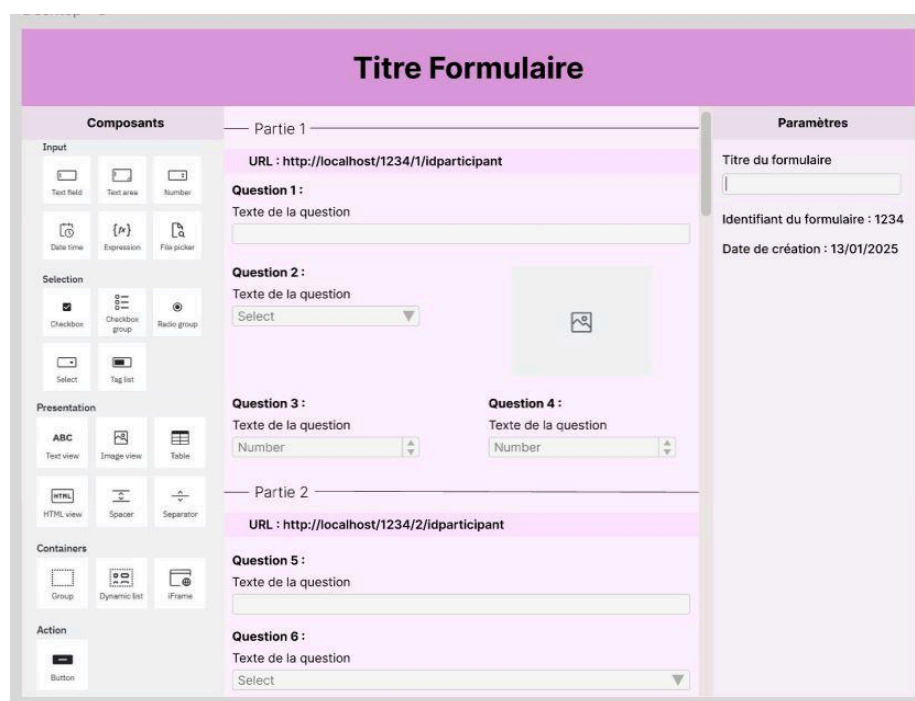 Titre Formulaire
Composants
Input
Text field
Text area
Number
Date time
Expression
File picker
Selection
Checkbox
Checkbox group
Radio group
Select
Tag list
Presentation
ABC
Text view
Image view
Table
HTML
HTML view
Spacer
Separator
Containers
Group
Dynamic list
iFrame
Action
Button
Partie 1
URL : http://localhost/1234/1/idparticipant
Question 1 :
Texte de la question
Question 2 :
Texte de la question
Select
Question 3 :
Texte de la question
Number
Question 4 :
Texte de la question
Number
Partie 2
URL : http://localhost/1234/2/idparticipant
Question 5 :
Texte de la question
Question 6 :
Texte de la question
Select
Paramètres
Titre du formulaire
Identifiant du formulaire : 1234
Date de création : 13/01/2025